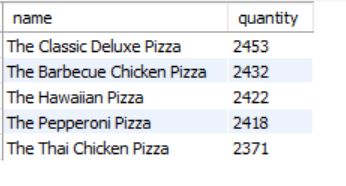 name quantity
The Classic Deluxe Pizza 2453
The Barbecue Chicken Pizza 2432
The Hawaiian Pizza 2422
The Pepperoni Pizza 2418
The Thai Chicken Pizza 2371